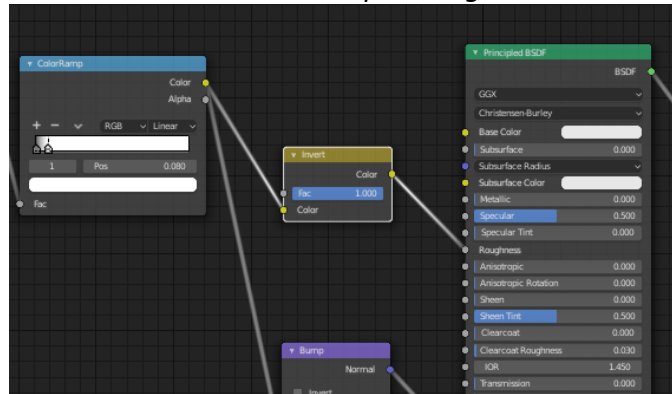 ColorRamp
Color
Alpha
RGB
Linear
1
Pos
0.080
Fac
Invert
Color
Fac
1.000
Color
Bump
Normal
Invert
Principled BSDF
BSDF
GGX
Christensen-Burley
Base Color
Subsurface 0.000
Subsurface Radius
Subsurface Color
Metallic 0.000
Specular 0.500
Specular Tint 0.000
Roughness
Anisotropic 0.000
Anisotropic Rotation 0.000
Sheen 0.000
Sheen Tint 0.500
Clearcoat 0.000
Clearcoat Roughness 0.030
IOR 1.450
Transmission 0.000